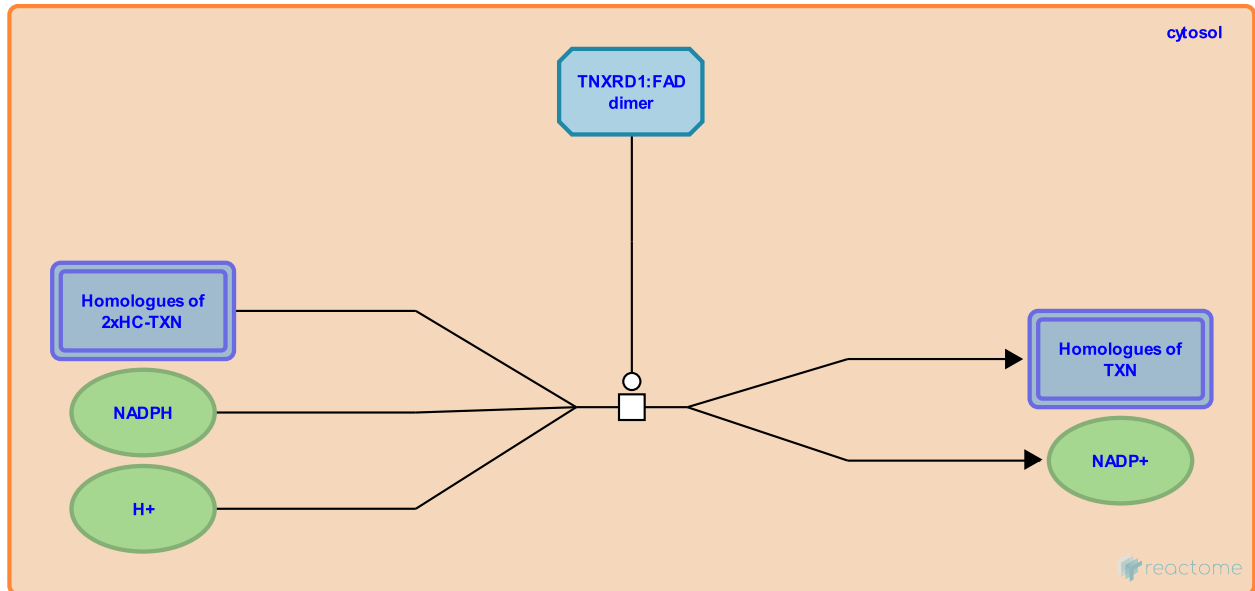 cytosol
TNXRD1:FAD
dimer
Homologues of
2xHC-TXN
NADPH
H+
Homologues of
TXN
NADP+
reactome